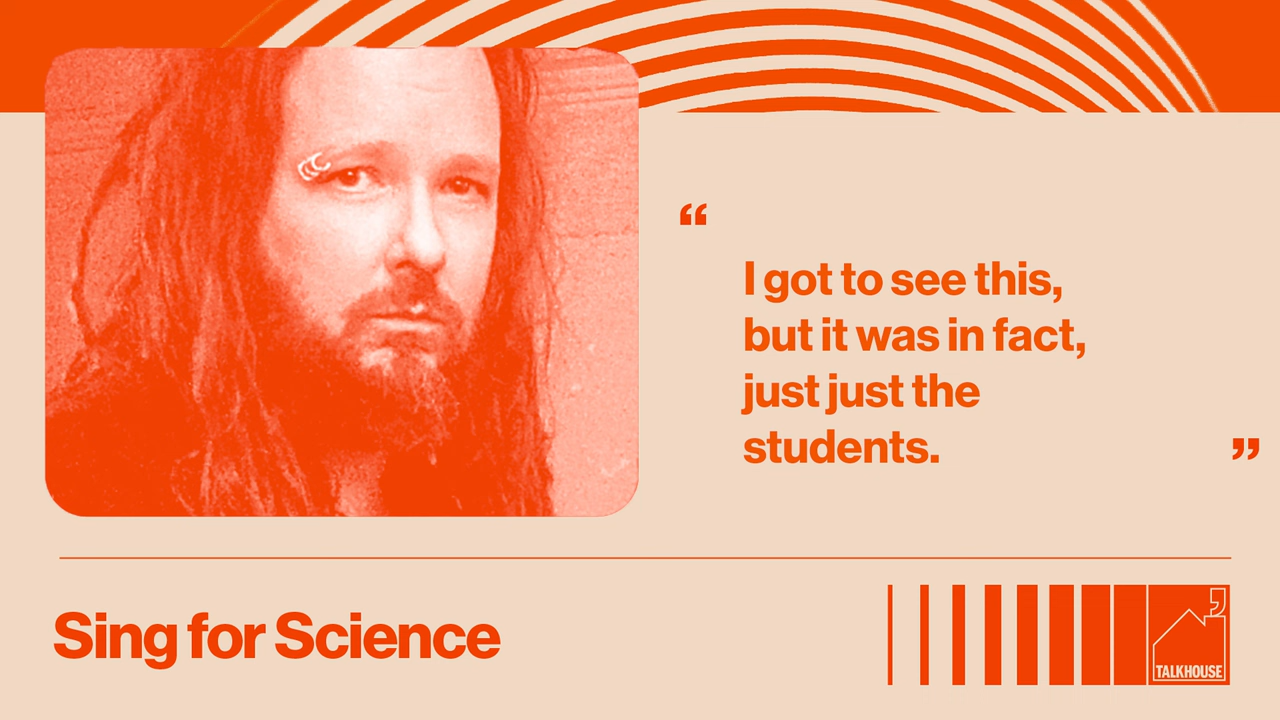 “
I got to see this,
but it was in fact,
just just the
students.
”
Sing for Science
TALKHOUSE